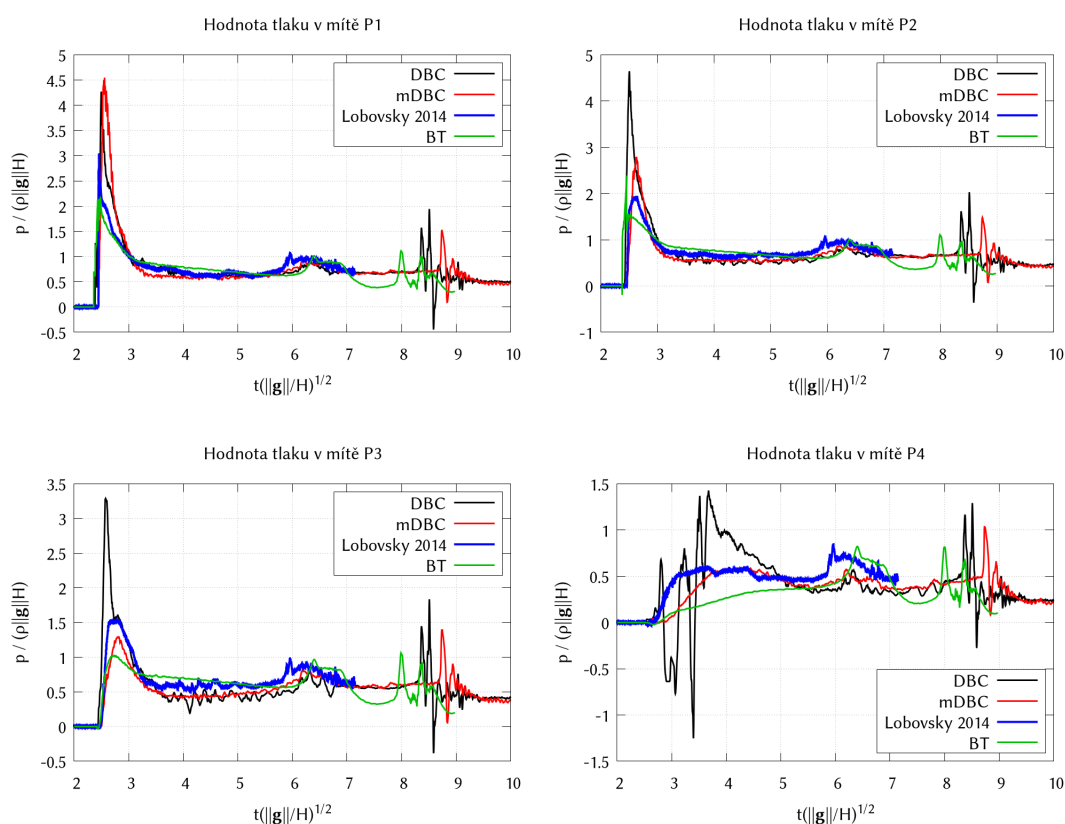 Hodnota tlaku v mítě P1
p / (ρ||g||H)
5
4.5
4
3.5
3
2.5
2
1.5
1
0.5
0
-0.5
DBC
mDBC
Lobovsky 2014
BT
2 3 4 5 6 7 8 9 10
t(||g||/H)^1/2
Hodnota tlaku v mítě P2
p / (ρ||g||H)
5
4
3
2
1
0
-1
DBC
mDBC
Lobovsky 2014
BT
2 3 4 5 6 7 8 9 10
t(||g||/H)^1/2
Hodnota tlaku v mítě P3
p / (ρ||g||H)
3.5
3
2.5
2
1.5
1
0.5
0
-0.5
DBC
mDBC
Lobovsky 2014
BT
2 3 4 5 6 7 8 9 10
t(||g||/H)^1/2
Hodnota tlaku v mítě P4
p / (ρ||g||H)
1.5
1
0.5
0
-0.5
-1
-1.5
DBC
mDBC
Lobovsky 2014
BT
2 3 4 5 6 7 8 9 10
t(||g||/H)^1/2